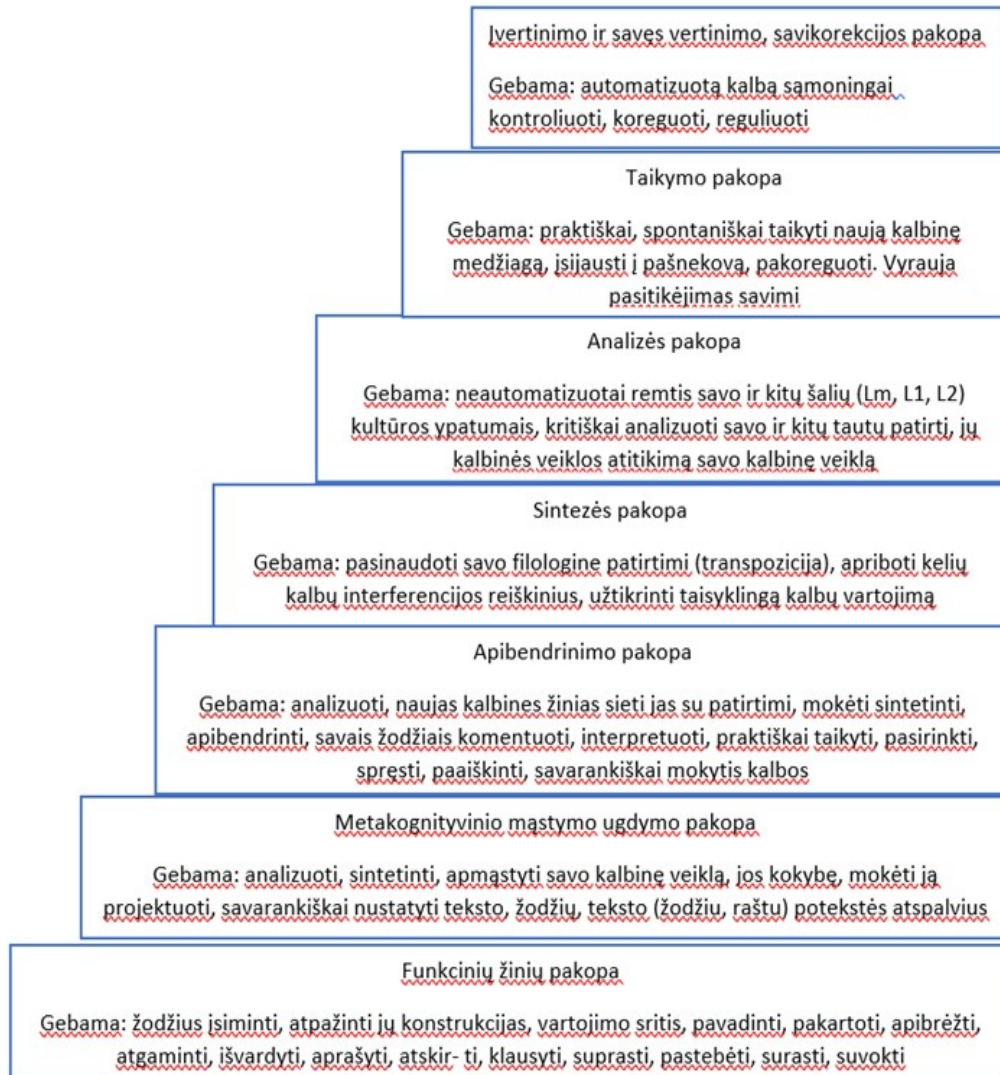 Įvertinimo ir savęs vertinimo, savikorekcijos pakopa
Gebama: automatizuotą kalbą sąmoningai
kontroliuoti, koreguoti, reguliuoti
Taikymo pakopa
Gebama: praktiškai, spontaniškai taikyti naują kalbinę
medžiagą, įsijausti į pašnekovą, pakoreguoti. Vyrauja
pasitikėjimas savimi
Analizės pakopa
Gebama: neautomatizuotai remtis savo ir kitų šalių (Lm, L1, L2)
kultūros ypatumais, kritiškai analizuoti savo ir kitų tautų patirtį, jų
kalbinės veiklos atitikimą savo kalbinę veiklą
Sintezės pakopa
Gebama: pasinaudoti savo filologine patirtimi (transpozicija), apriboti kelių
kalbų interferencijos reiškinius, užtikrinti taisyklingą kalbų vartojimą
Apibendrinimo pakopa
Gebama: analizuoti, naujas kalbines žinias sieti jas su patirtimi, mokėti sintetinti,
apibendrinti, savais žodžiais komentuoti, interpretuoti, praktiškai taikyti, pasirinkti,
spręsti, paaiškinti, savarankiškai mokytis kalbos
Metakognityvinio mąstymo ugdymo pakopa
Gebama: analizuoti, sintetinti, apmąstyti savo kalbinę veiklą, jos kokybę, mokėti ją
projektuoti, savarankiškai nustatyti teksto, žodžių, teksto (žodžiu, raštu) potekstės atspalvius
Funkcinių žinių pakopa
Gebama: žodžius įsiminti, atpažinti jų konstrukcijas, vartojimo sritis, pavadinti, pakartoti, apibrėžti,
atgaminti, išvardyti, aprašyti, atskir- ti, klausyti, suprasti, pastebėti, surasti, suvokti